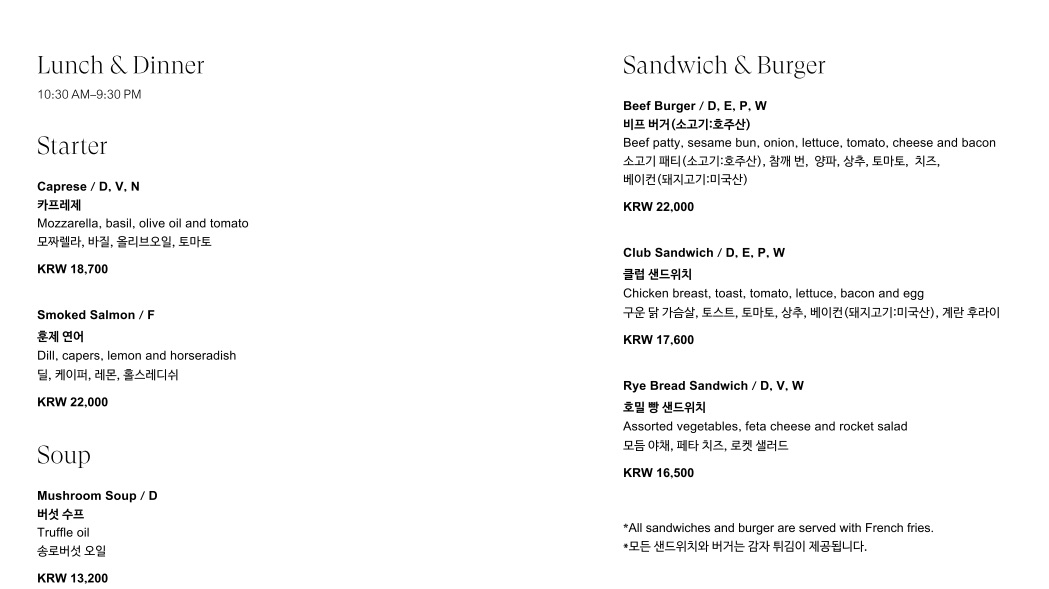 Lunch & Dinner
10:30 AM–9:30 PM
Starter
Caprese / D, V, N
카프레제
Mozzarella, basil, olive oil and tomato
모짜렐라, 바질, 올리브오일, 토마토
KRW 18,700
Smoked Salmon / F
훈제 연어
Dill, capers, lemon and horseradish
딜, 케이퍼, 레몬, 홀스레디쉬
KRW 22,000
Soup
Mushroom Soup / D
버섯 수프
Truffle oil
송로버섯 오일
KRW 13,200
Sandwich & Burger
Beef Burger / D, E, P, W
비프 버거(소고기:호주산)
Beef patty, sesame bun, onion, lettuce, tomato, cheese and bacon
소고기 패티(소고기:호주산), 참깨 번, 양파, 상추, 토마토, 치즈,
베이컨(돼지고기:미국산)
KRW 22,000
Club Sandwich / D, E, P, W
클럽 샌드위치
Chicken breast, toast, tomato, lettuce, bacon and egg
구운 닭 가슴살, 토스트, 토마토, 상추, 베이컨(돼지고기:미국산), 계란 후라이
KRW 17,600
Rye Bread Sandwich / D, V, W
호밀 빵 샌드위치
Assorted vegetables, feta cheese and rocket salad
모듬 야채, 페타 치즈, 로켓 샐러드
KRW 16,500
*All sandwiches and burger are served with French fries.
*모든 샌드위치와 버거는 감자 튀김이 제공됩니다.